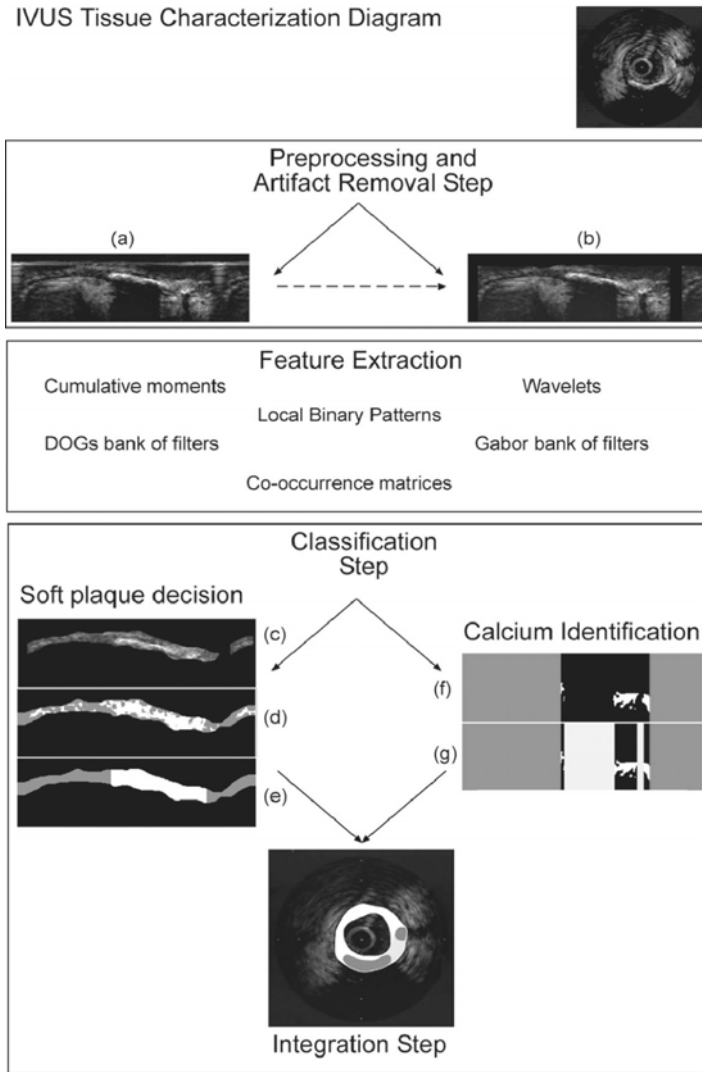 IVUS Tissue Characterization Diagram
Preprocessing and
Artifact Removal Step
(a)
(b)
Feature Extraction
Cumulative moments
Wavelets
Local Binary Patterns
DOGs bank of filters
Gabor bank of filters
Co-occurrence matrices
Classification
Step
Soft plaque decision
Calcium Identification
(c)
(d)
(e)
(f)
(g)
Integration Step